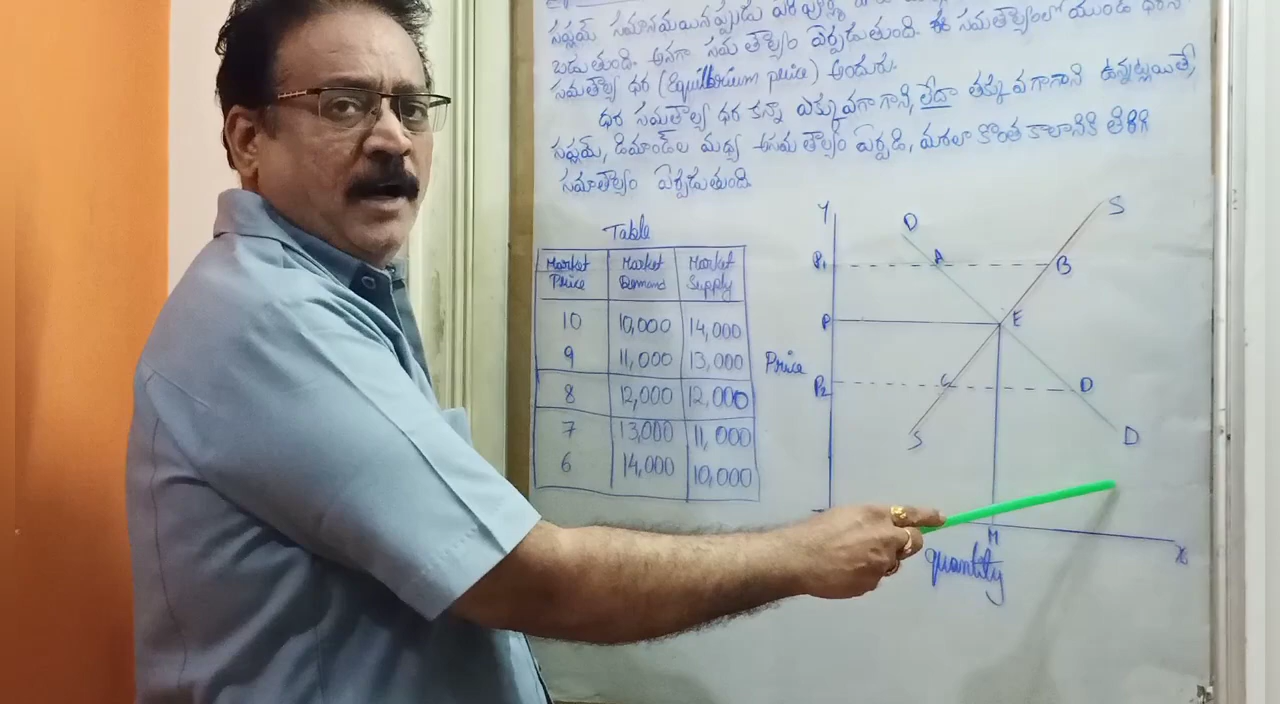 సప్లయ్ సమానమయినప్పుడు
బడుతుంది. అనగా సమతౌల్యం ఏర్పడుతుంది. ఈ సమతౌల్యంలో యుండే ధరని
సమతౌల్య ధర (Equilibrium price) అందురు.
ధర సమతౌల్య ధర కన్నా ఎక్కువగా గాని, లేదా తక్కువగాగాని ఉన్నట్లయితే,
సప్లయ్, డిమాండ్‌ల మధ్య అసమతౌల్యం ఏర్పడి, మరలా కొంత కాలానికి తిరిగి
సమాతౌల్యం ఏర్పడుతుంది.
Table
Market Price Market Demand Market Supply
10 10,000 14,000
9 11,000 13,000
8 12,000 12,000
7 13,000 11,000
6 14,000 10,000
Y D S
P1 A B
P E
Price
P2 C D
S D
M X
quantity